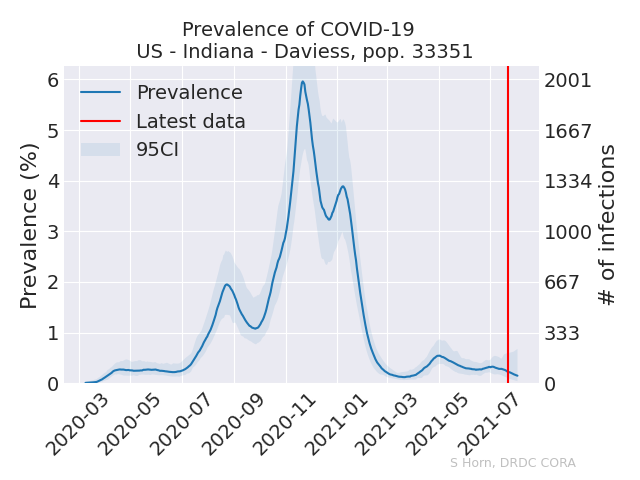 Prevalence of COVID-19
US - Indiana - Daviess, pop. 33351
Prevalence
Latest data
95CI
Prevalence (%)
6
5
4
3
2
1
0
2001
1667
1334
1000
667
333
0
# of infections
2020-03
2020-05
2020-07
2020-09
2020-11
2021-01
2021-03
2021-05
2021-07
S Horn, DRDC CORA